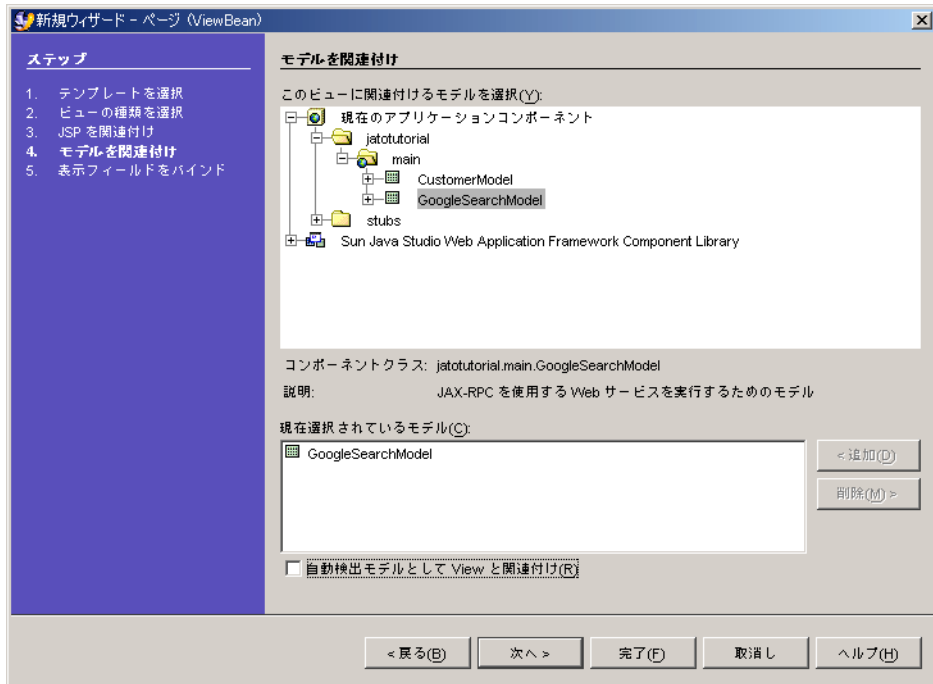 新規ウィザード - ページ (ViewBean)
ステップ
1. テンプレートを選択
2. ビューの種類を選択
3. JSP を関連付け
4. モデルを関連付け
5. 表示フィールドをバインド
モデルを関連付け
このビューに関連付けるモデルを選択(Y):
現在のアプリケーションコンポーネント
jatotutorial
main
CustomerModel
GoogleSearchModel
stubs
Sun Java Studio Web Application Framework Component Library
コンポーネントクラス: jatotutorial.main.GoogleSearchModel
説明: JAX-RPC を使用する Web サービスを実行するためのモデル
現在選択されているモデル(C):
GoogleSearchModel
< 追加(D)
削除(M) >
自動検出モデルとして View と関連付け(R)
< 戻る(B)
次へ >
完了(F)
取消し
ヘルプ(H)